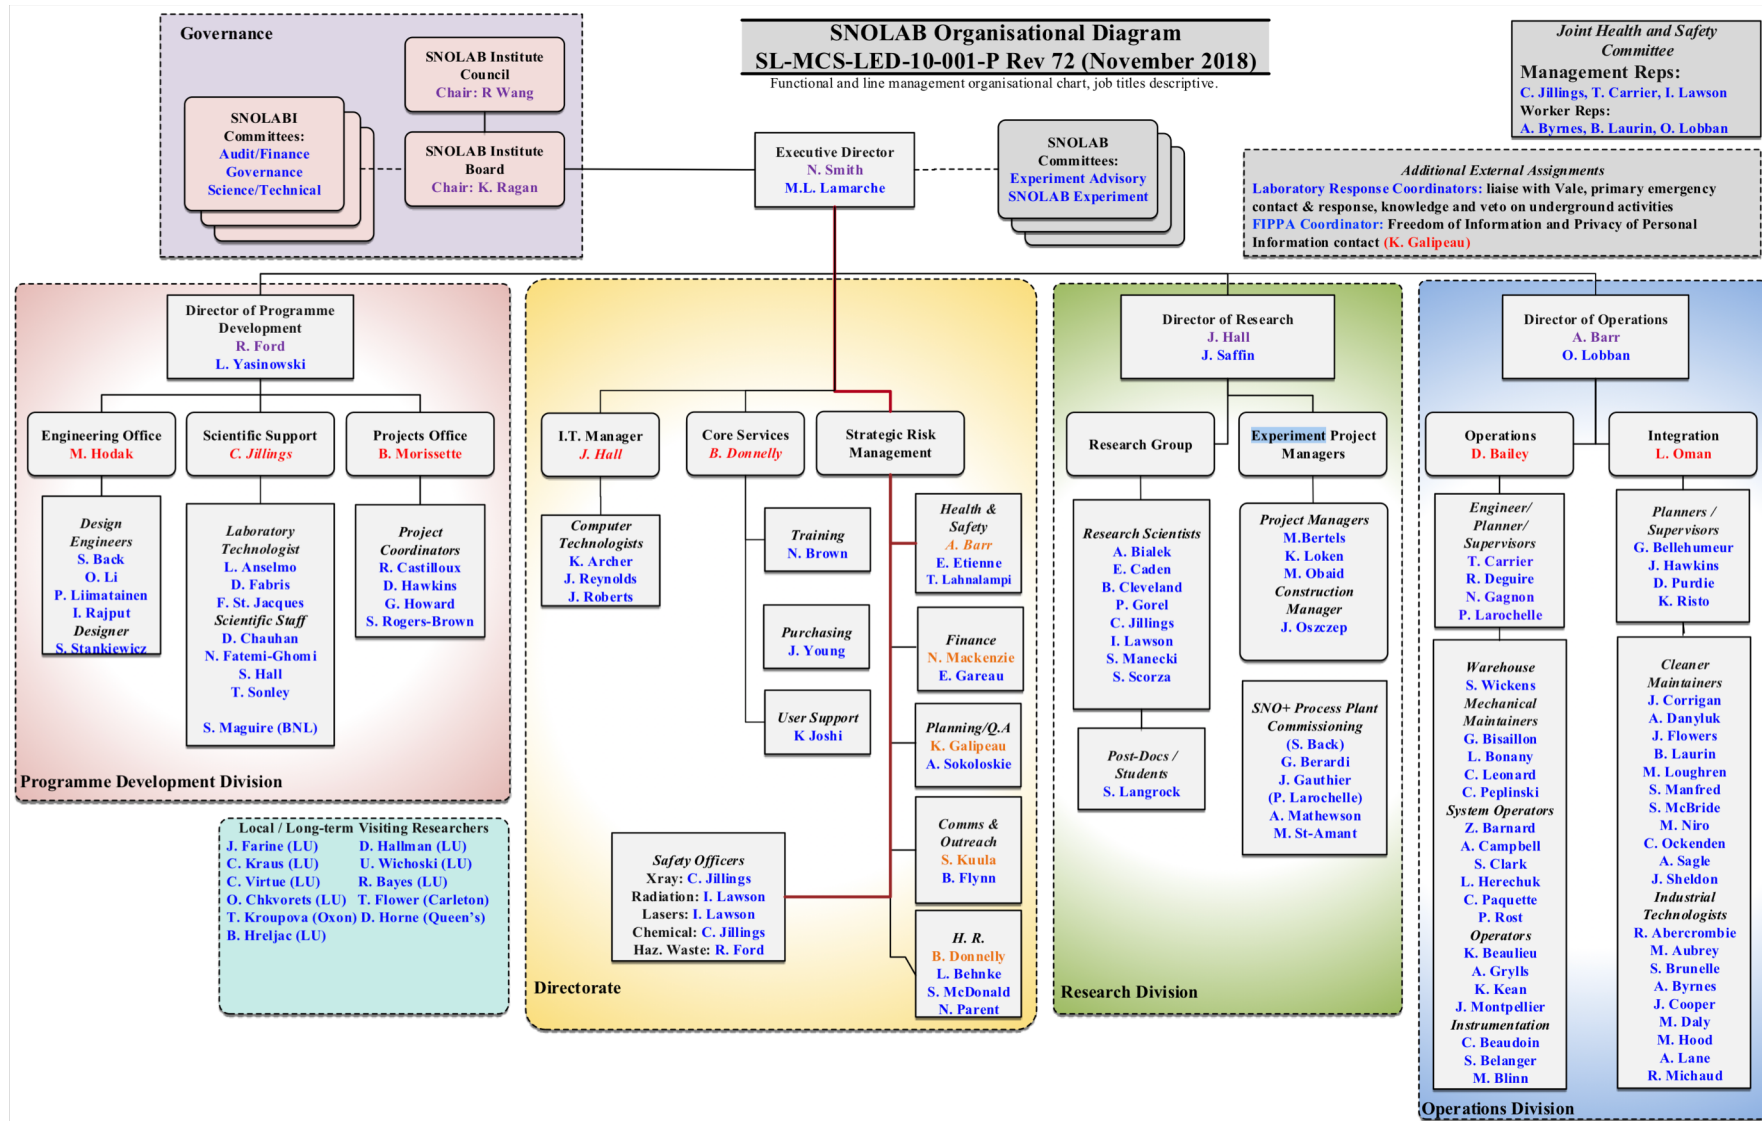 Governance
SNOLAB Institute
Council
Chair: R Wang
SNOLABI
Committees:
Audit/Finance
Governance
Science/Technical
SNOLAB Institute
Board
Chair: K. Ragan
SNOLAB Organisational Diagram
SL-MCS-LED-10-001-P Rev 72 (November 2018)
Functional and line management organisational chart, job titles descriptive.
Executive Director
N. Smith
M.L. Lamarche
SNOLAB
Committees:
Experiment Advisory
SNOLAB Experiment
Joint Health and Safety
Committee
Management Reps:
C. Jillings, T. Carrier, I. Lawson
Worker Reps:
A. Byrnes, B. Laurin, O. Lobban
Additional External Assignments
Laboratory Response Coordinators: liaise with Vale, primary emergency
contact & response, knowledge and veto on underground activities
FIPPA Coordinator: Freedom of Information and Privacy of Personal
Information contact (K. Galipeau)
Director of Programme
Development
R. Ford
L. Yasinowski
Engineering Office
M. Hodak
Scientific Support
C. Jillings
Projects Office
B. Morissette
Design
Engineers
S. Back
O. Li
P. Liimatainen
I. Rajput
Designer
S. Stankiewicz
Laboratory
Technologist
L. Anselmo
D. Fabris
F. St. Jacques
Scientific Staff
D. Chauhan
N. Fatemi-Ghomi
S. Hall
T. Sonley
S. Maguire (BNL)
Project
Coordinators
R. Castilloux
D. Hawkins
G. Howard
S. Rogers-Brown
Programme Development Division
Local / Long-term Visiting Researchers
J. Farine (LU) D. Hallman (LU)
C. Kraus (LU) U. Wichoski (LU)
C. Virtue (LU) R. Bayes (LU)
O. Chkvorets (LU) T. Flower (Carleton)
T. Kroupova (Oxon) D. Horne (Queen's)
B. Hreljac (LU)
I.T. Manager
J. Hall
Core Services
B. Donnelly
Strategic Risk
Management
Computer
Technologists
K. Archer
J. Reynolds
J. Roberts
Training
N. Brown
Purchasing
J. Young
User Support
K Joshi
Health &
Safety
A. Barr
E. Etienne
T. Lahnalampi
Finance
N. Mackenzie
E. Gareau
Planning/Q.A
K. Galipeau
A. Sokoloskie
Comms &
Outreach
S. Kuula
B. Flynn
H. R.
B. Donnelly
L. Behnke
S. McDonald
N. Parent
Safety Officers
Xray: C. Jillings
Radiation: I. Lawson
Lasers: I. Lawson
Chemical: C. Jillings
Haz. Waste: R. Ford
Directorate
Director of Research
J. Hall
J. Saffin
Research Group
Experiment Project
Managers
Research Scientists
A. Bialek
E. Caden
B. Cleveland
P. Gorel
C. Jillings
I. Lawson
S. Manecki
S. Scorza
Post-Docs /
Students
S. Langrock
Project Managers
M.Bertels
K. Loken
M. Obaid
Construction
Manager
J. Oszczep
SNO+ Process Plant
Commissioning
(S. Back)
G. Berardi
J. Gauthier
(P. Larochelle)
A. Mathewson
M. St-Amant
Research Division
Director of Operations
A. Barr
O. Lobban
Operations
D. Bailey
Integration
L. Oman
Engineer/
Planner/
Supervisors
T. Carrier
R. Deguire
N. Gagnon
P. Larochelle
Warehouse
S. Wickens
Mechanical
Maintainers
G. Bisaillon
L. Bonany
C. Leonard
C. Peplinski
System Operators
Z. Barnard
A. Campbell
S. Clark
L. Herechuk
C. Paquette
P. Rost
Operators
K. Beaulieu
A. Grylls
K. Kean
J. Montpellier
Instrumentation
C. Beaudoin
S. Belanger
M. Blinn
Planners /
Supervisors
G. Bellehumeur
J. Hawkins
D. Purdie
K. Risto
Cleaner
Maintainers
J. Corrigan
A. Danyluk
J. Flowers
B. Laurin
M. Loughren
S. Manfred
S. McBride
M. Niro
C. Ockenden
A. Sagle
J. Sheldon
Industrial
Technologists
R. Abercrombie
M. Aubrey
S. Brunelle
A. Byrnes
J. Cooper
M. Daly
M. Hood
A. Lane
R. Michaud
Operations Division